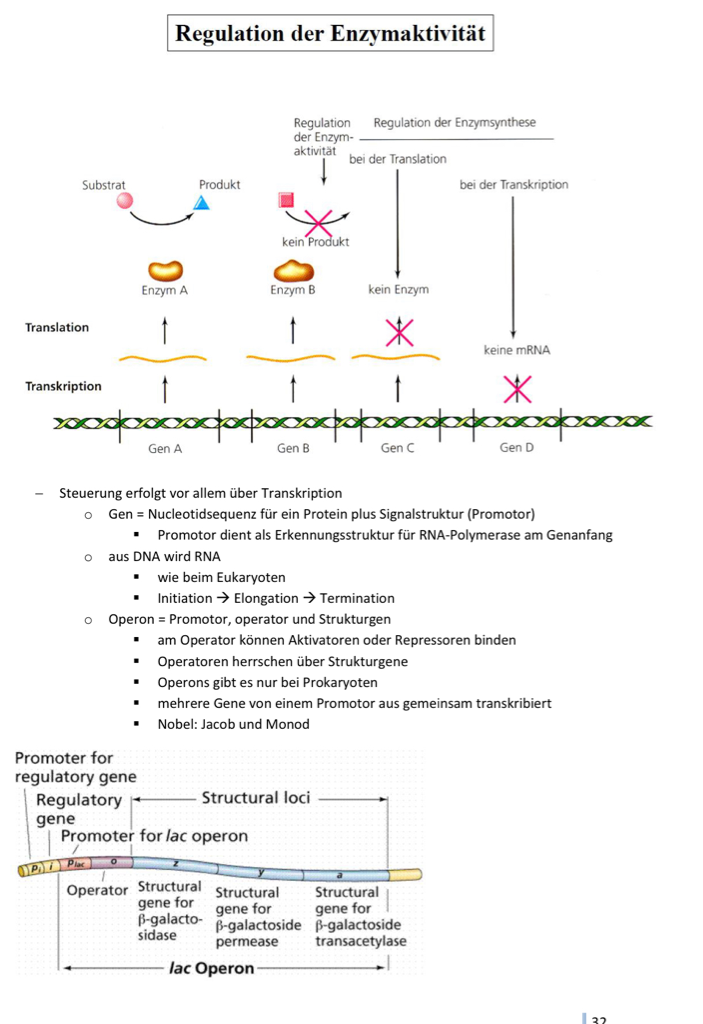 Regulation der Enzymaktivität
Regulation Regulation der Enzymsynthese
der Enzym-
aktivität
bei der Translation
Substrat Produkt bei der Transkription
kein Produkt
Enzym A Enzym B kein Enzym
Translation
keine mRNA
Transkription
Gen A Gen B Gen C Gen D
– Steuerung erfolgt vor allem über Transkription
o Gen = Nucleotidsequenz für ein Protein plus Signalstruktur (Promotor)
▪ Promotor dient als Erkennungsstruktur für RNA-Polymerase am Genanfang
o aus DNA wird RNA
▪ wie beim Eukaryoten
▪ Initiation → Elongation → Termination
o Operon = Promotor, operator und Strukturgen
▪ am Operator können Aktivatoren oder Repressoren binden
▪ Operatoren herrschen über Strukturgene
▪ Operons gibt es nur bei Prokaryoten
▪ mehrere Gene von einem Promotor aus gemeinsam transkribiert
▪ Nobel: Jacob und Monod
Promoter for
regulatory gene
Regulatory Structural loci
gene
Promoter for lac operon
Pi i Plac o z y a
Operator
Structural
gene for
β-galacto-
sidase
Structural
gene for
β-galactoside
permease
Structural
gene for
β-galactoside
transacetylase
lac Operon
32